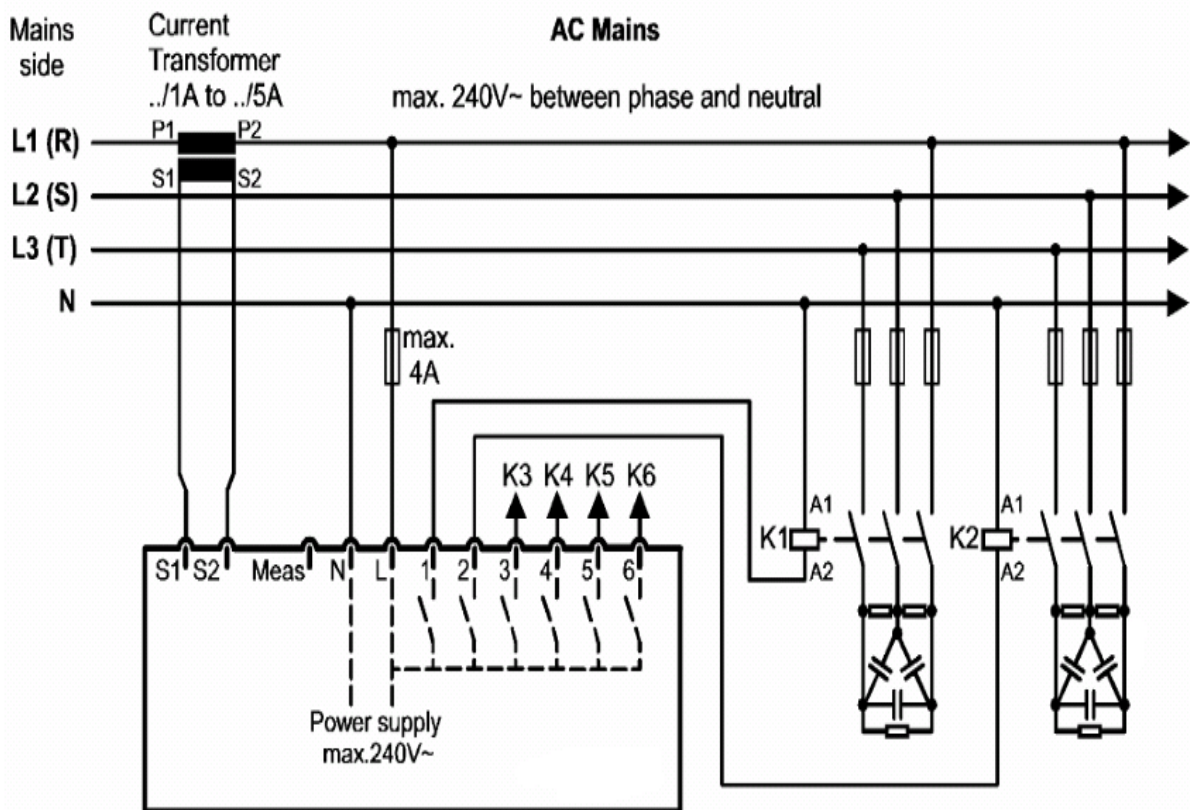 Mains
side
Current
Transformer
../1A to ../5A
AC Mains
max. 240V~ between phase and neutral
P1 P2
L1 (R)
S1 S2
L2 (S)
L3 (T)
N
max.
4A
K3 K4 K5 K6
A1 A1
K1 K2
A2 A2
S1 S2 Meas N L 1 2 3 4 5 6
Power supply
max.240V~